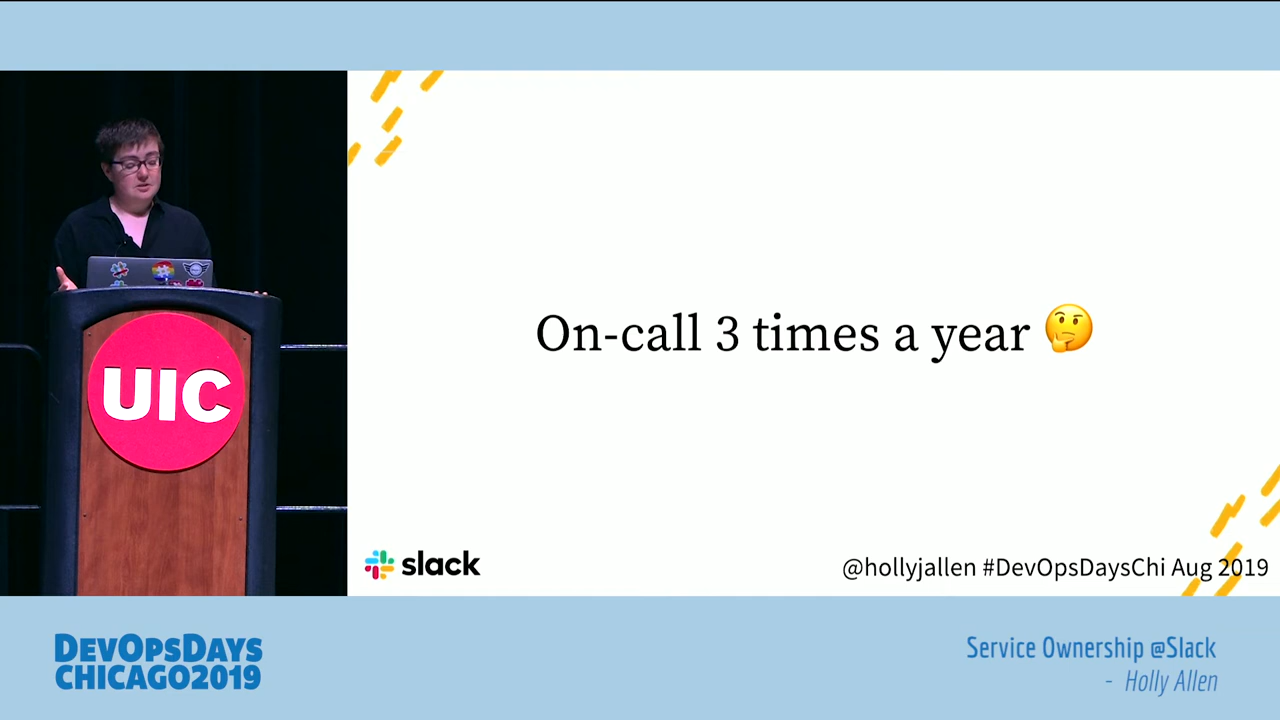 On-call 3 times a year 🤔
UIC
slack
@hollyjallen #DevOpsDaysChi Aug 2019
DEVOPSDAYS
CHICAGO2019
Service Ownership @Slack
- Holly Allen